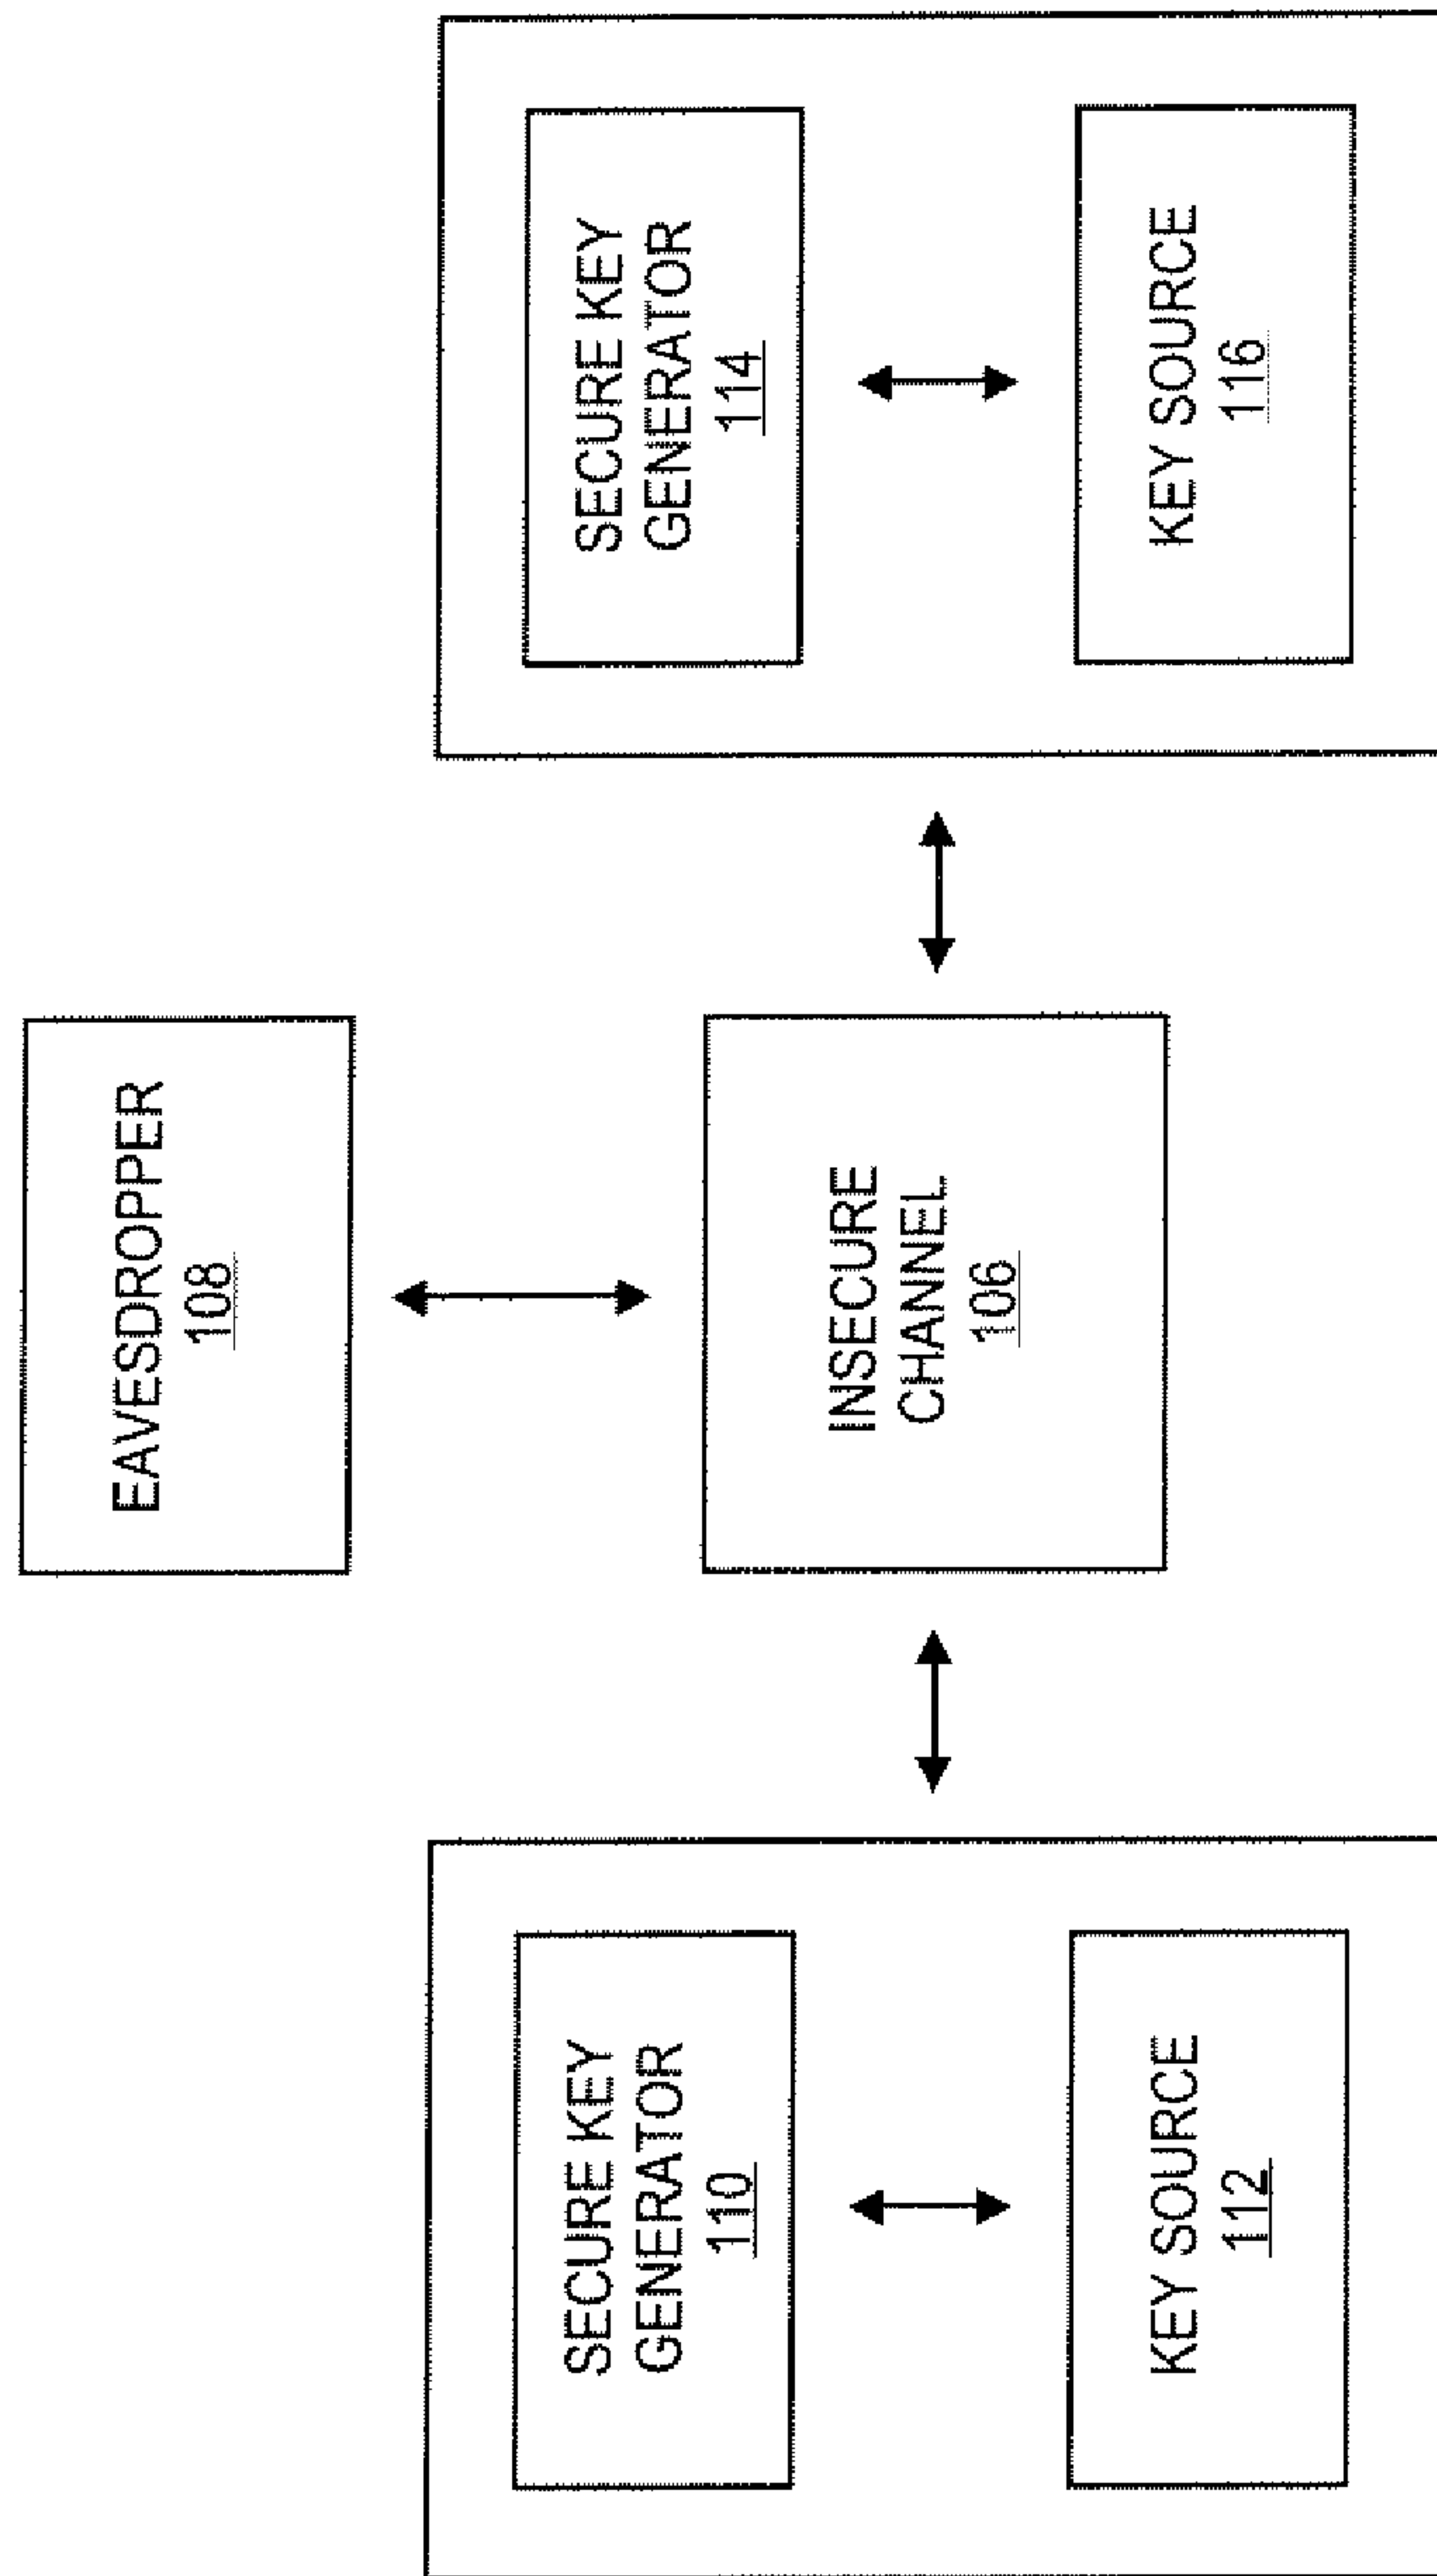 EAVESDROPPER
108
SECURE KEY
GENERATOR
110
KEY SOURCE
112
INSECURE
CHANNEL
106
SECURE KEY
GENERATOR
114
KEY SOURCE
116